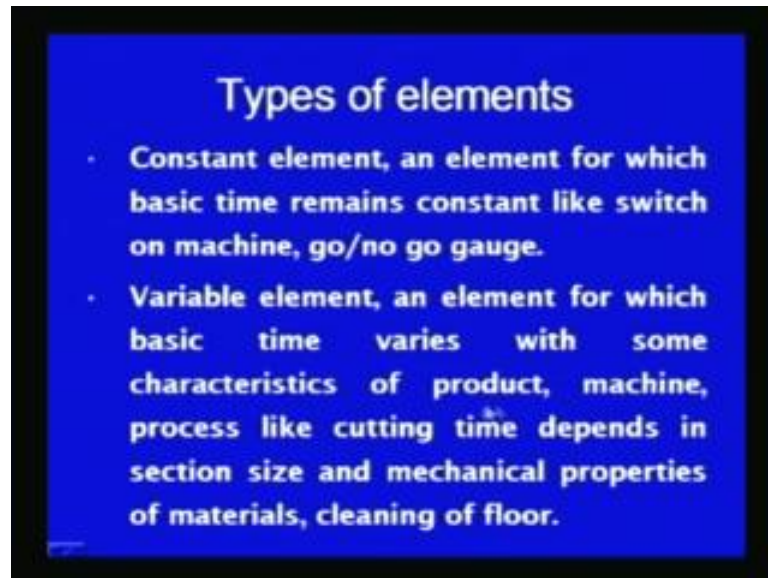 Types of elements
• Constant element, an element for which
basic time remains constant like switch
on machine, go/no go gauge.
• Variable element, an element for which
basic time varies with some
characteristics of product, machine,
process like cutting time depends in
section size and mechanical properties
of materials, cleaning of floor.